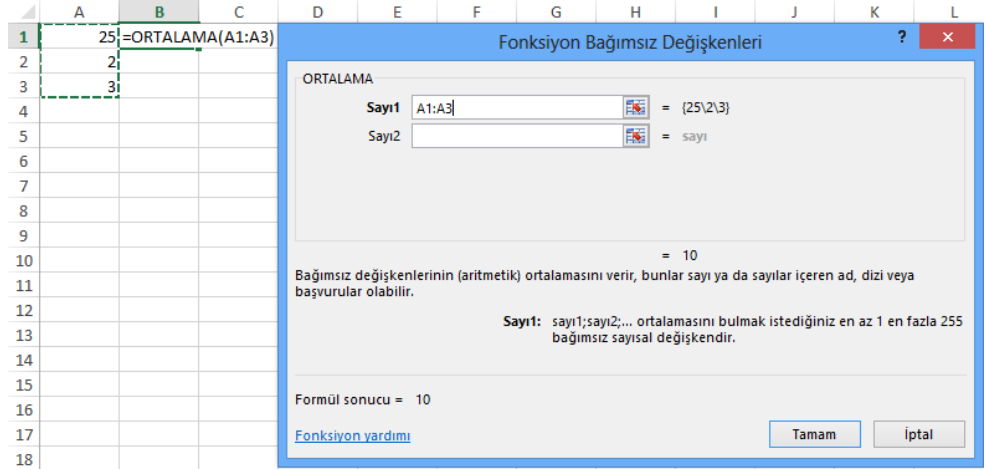 A B C D E F G H I J K L
1 25 =ORTALAMA(A1:A3)
2 2
3 3
4
5
6
7
8
9
10
11
12
13
14
15
16
17
18
Fonksiyon Bağımsız Değişkenleri ? ×
ORTALAMA
Sayı1 A1:A3 = {25\2\3}
Sayı2 = sayı
= 10
Bağımsız değişkenlerinin (aritmetik) ortalamasını verir, bunlar sayı ya da sayılar içeren ad, dizi veya
başvurular olabilir.
Sayı1: sayı1;sayı2;... ortalamasını bulmak istediğiniz en az 1 en fazla 255
bağımsız sayısal değişkendir.
Formül sonucu = 10
Fonksiyon yardımı
Tamam İptal